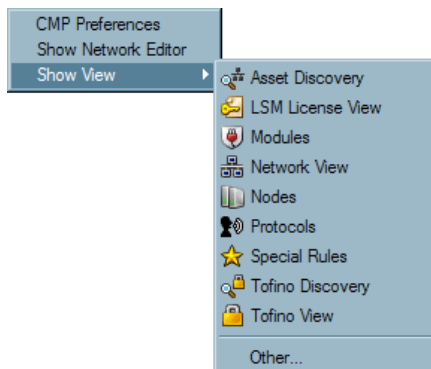 CMP Preferences
Show Network Editor
Show View
Asset Discovery
LSM License View
Modules
Network View
Nodes
Protocols
Special Rules
Tofino Discovery
Tofino View
Other...